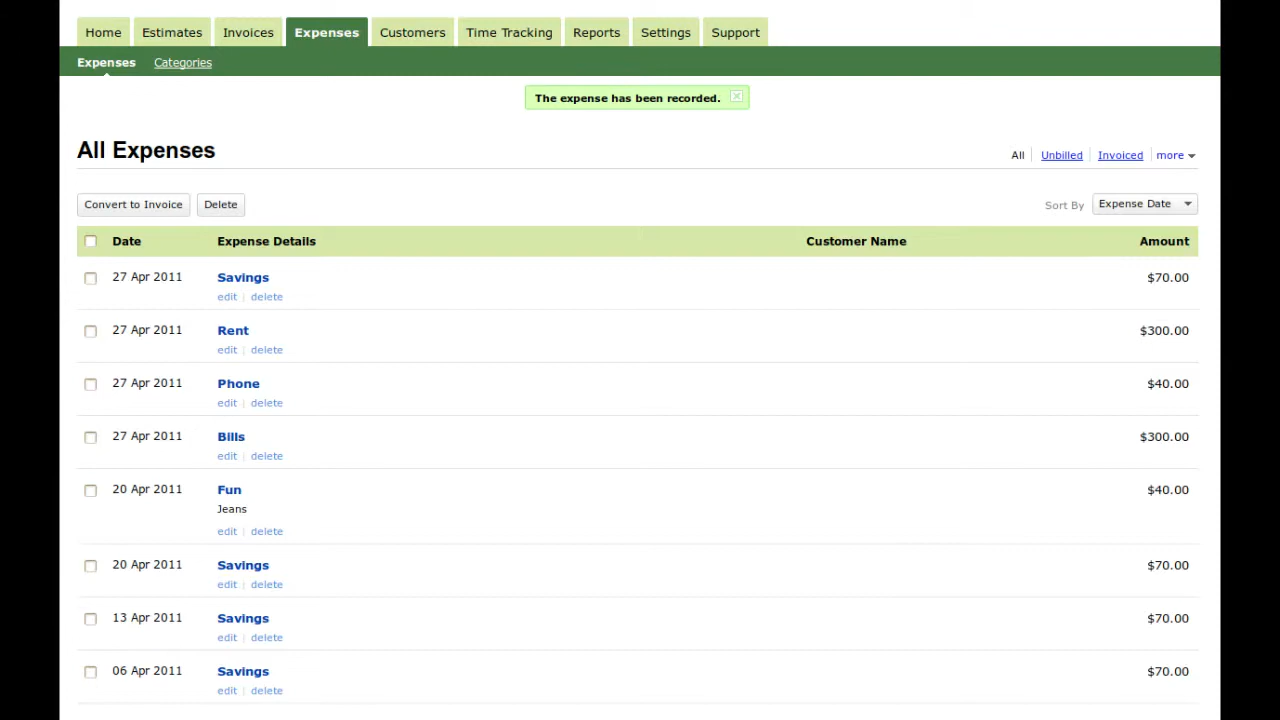 Home Estimates Invoices Expenses Customers Time Tracking Reports Settings Support
Expenses Categories
The expense has been recorded.
All Expenses
All Unbilled Invoiced more
Convert to Invoice Delete Sort By Expense Date
Date Expense Details Customer Name Amount
27 Apr 2011 Savings $70.00
edit | delete
27 Apr 2011 Rent $300.00
edit | delete
27 Apr 2011 Phone $40.00
edit | delete
27 Apr 2011 Bills $300.00
edit | delete
20 Apr 2011 Fun $40.00
Jeans
edit | delete
20 Apr 2011 Savings $70.00
edit | delete
13 Apr 2011 Savings $70.00
edit | delete
06 Apr 2011 Savings $70.00
edit | delete